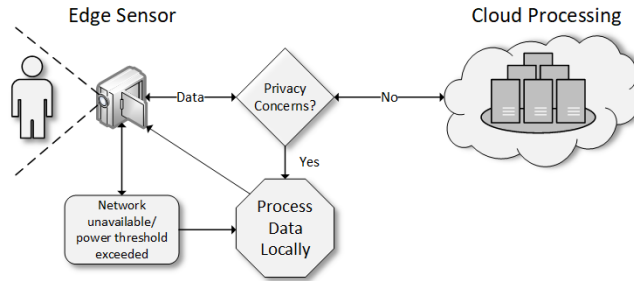 Edge Sensor
Cloud Processing
Data
Privacy
Concerns?
No
Yes
Network
unavailable/
power threshold
exceeded
Process
Data
Locally